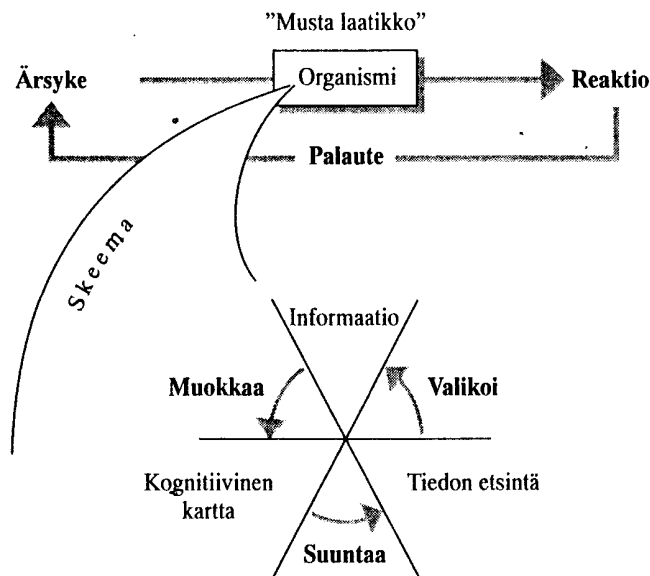 ”Musta laatikko”
Ärsyke
Organismi
Reaktio
Palaute
Skeema
Informaatio
Muokkaa
Valikoi
Kognitiivinen
kartta
Tiedon etsintä
Suuntaa